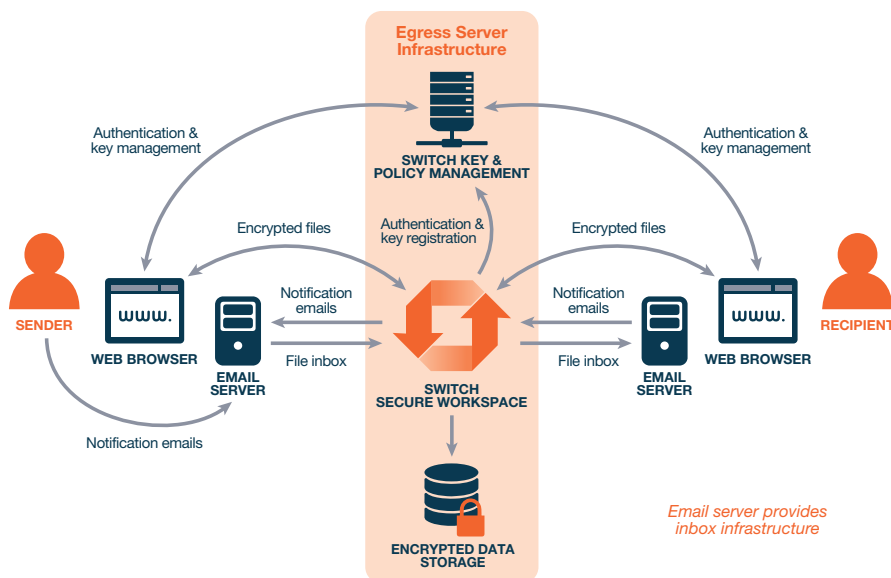 Egress Server
Infrastructure
Authentication &
key management
Authentication &
key management
SWITCH KEY &
POLICY MANAGEMENT
Encrypted files
Authentication &
key registration
Encrypted files
Notification
emails
Notification
emails
www.
www.
SENDER
RECIPIENT
WEB BROWSER
File inbox
File inbox
WEB BROWSER
EMAIL
SERVER
EMAIL
SERVER
SWITCH
SECURE WORKSPACE
Notification emails
Email server provides
inbox infrastructure
ENCRYPTED DATA
STORAGE